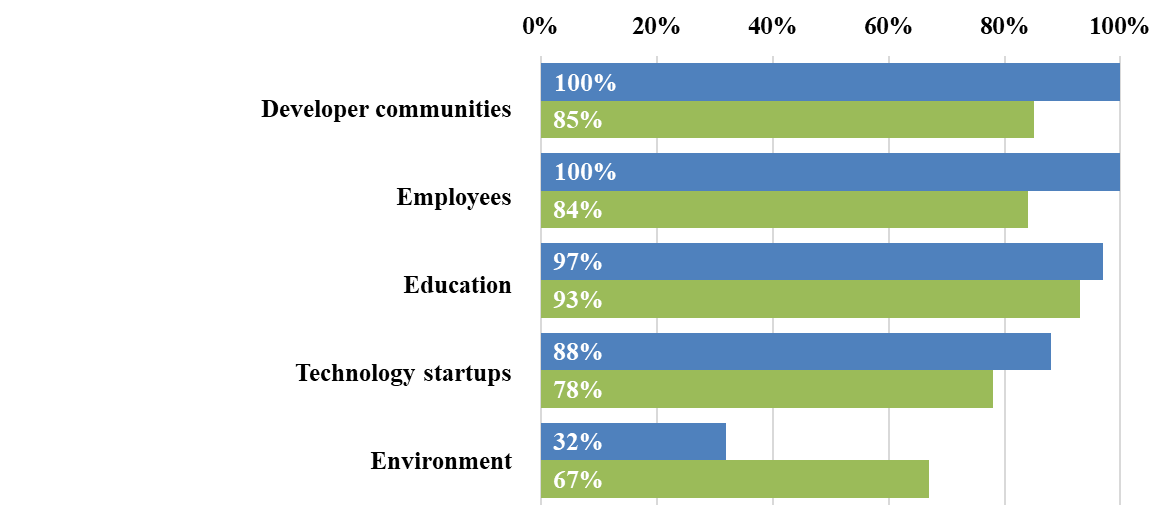 0% 20% 40% 60% 80% 100%
100%
Developer communities
85%
100%
Employees
84%
97%
Education
93%
88%
Technology startups
78%
32%
Environment
67%